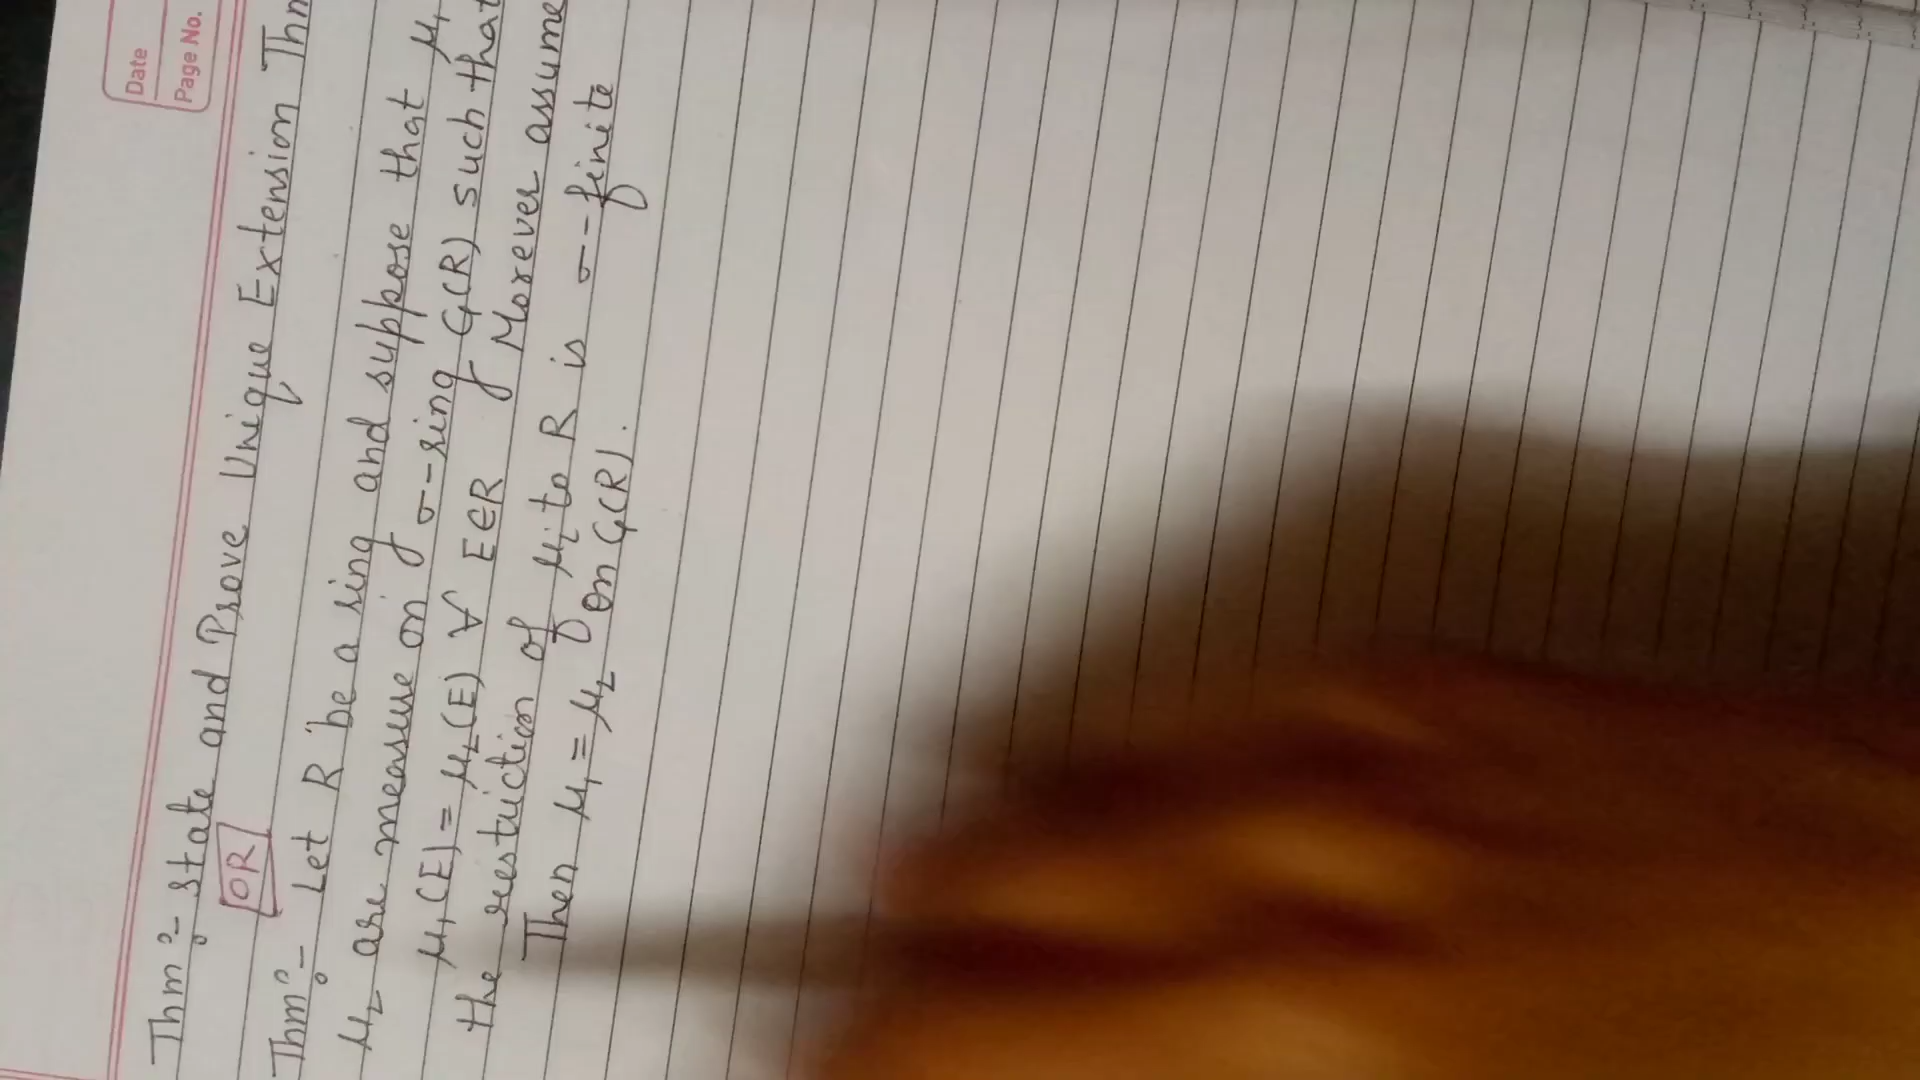 Date
Page No.
Thm:- State and Prove Unique Extension Thm
OR
Thm:- Let R be a ring and suppose that μ₁
μ₂ are measure on σ-ring G(R) such that
μ₁(E) = μ₂(E) ∀ E∈R Morever assume
the restriction of μᵢ to R is σ-finite
Then μ₁ = μ₂ on G(R).